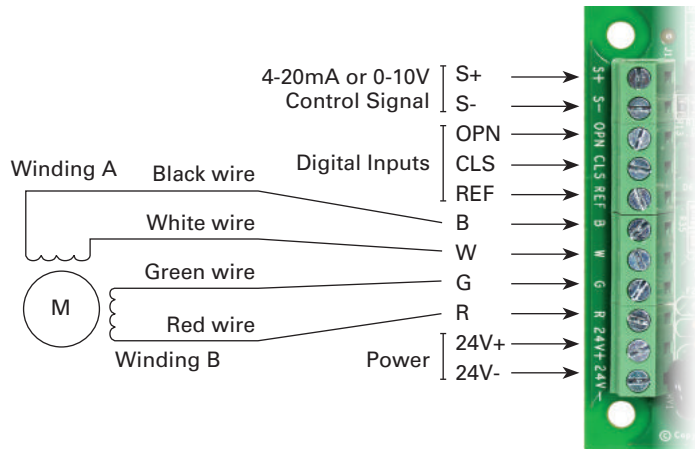 4-20mA or 0-10V
Control Signal
S+
S-
OPN
Digital Inputs
CLS
REF
Winding A
Black wire
B
White wire
W
Green wire
G
M
Red wire
R
Winding B
Power
24V+
24V-
S+
S-
OPN
CLS
REF
B
W
G
R
24V+
24V-
©